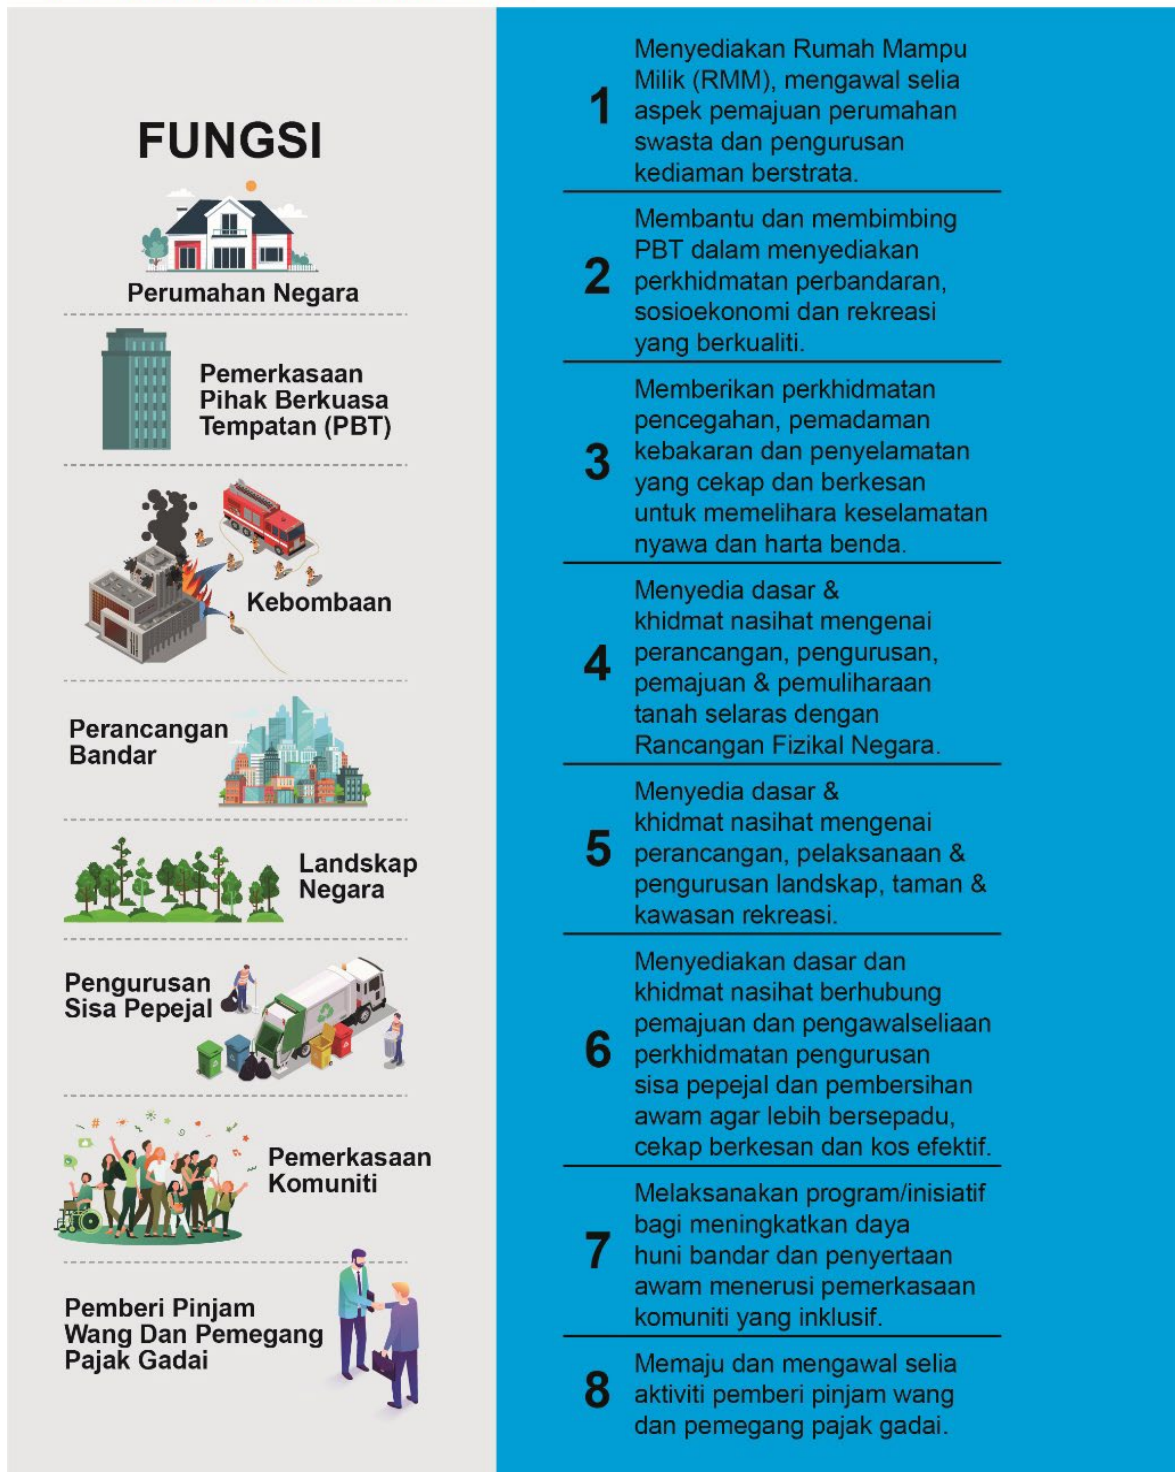 FUNGSI
Perumahan Negara
Pemerkasaan
Pihak Berkuasa
Tempatan (PBT)
Kebombaan
Perancangan
Bandar
Landskap
Negara
Pengurusan
Sisa Pepejal
Pemerkasaan
Komuniti
Pemberi Pinjam
Wang Dan Pemegang
Pajak Gadai
1
Menyediakan Rumah Mampu
Milik (RMM), mengawal selia
aspek pemajuan perumahan
swasta dan pengurusan
kediaman berstrata.
2
Membantu dan membimbing
PBT dalam menyediakan
perkhidmatan perbandaran,
sosioekonomi dan rekreasi
yang berkualiti.
3
Memberikan perkhidmatan
pencegahan, pemadaman
kebakaran dan penyelamatan
yang cekap dan berkesan
untuk memelihara keselamatan
nyawa dan harta benda.
4
Menyedia dasar &
khidmat nasihat mengenai
perancangan, pengurusan,
pemajuan & pemuliharaan
tanah selaras dengan
Rancangan Fizikal Negara.
5
Menyedia dasar &
khidmat nasihat mengenai
perancangan, pelaksanaan &
pengurusan landskap, taman &
kawasan rekreasi.
6
Menyediakan dasar dan
khidmat nasihat berhubung
pemajuan dan pengawalseliaan
perkhidmatan pengurusan
sisa pepejal dan pembersihan
awam agar lebih bersepadu,
cekap berkesan dan kos efektif.
7
Melaksanakan program/inisiatif
bagi meningkatkan daya
huni bandar dan penyertaan
awam menerusi pemerkasaan
komuniti yang inklusif.
8
Memaju dan mengawal selia
aktiviti pemberi pinjam wang
dan pemegang pajak gadai.